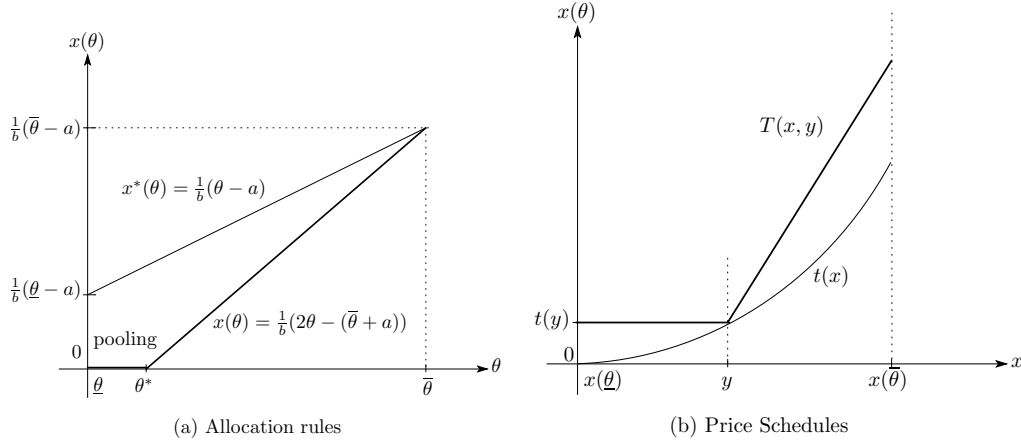 x(θ)
1/b(θ̅ − a)
x*(θ) = 1/b(θ − a)
1/b(θ̲ − a)
x(θ) = 1/b(2θ − (θ̅ + a))
pooling
0
θ
θ̲
θ*
θ̅
(a) Allocation rules
x(θ)
T(x, y)
t(x)
t(y)
0
x
x(θ̲)
y
x(θ̅)
(b) Price Schedules